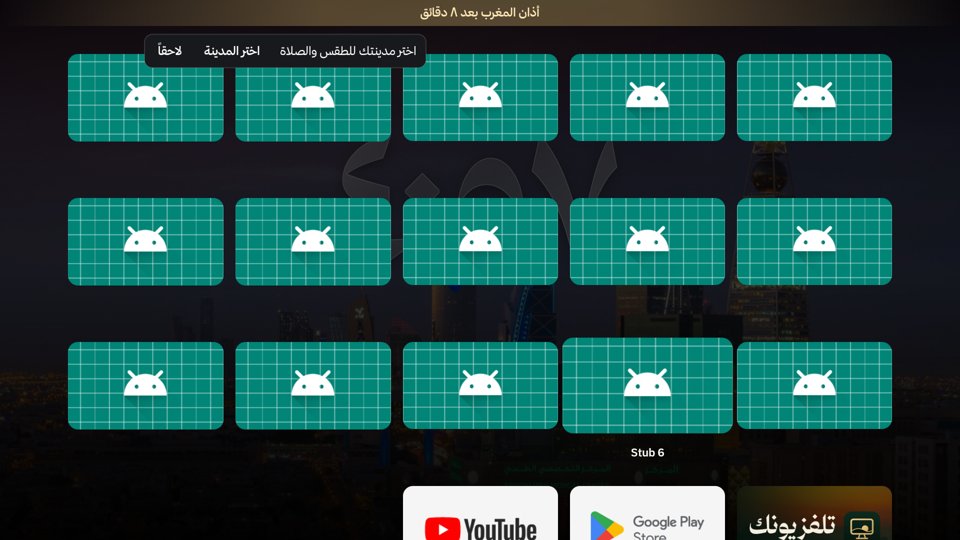 أذان المغرب بعد ٨ دقائق
اختر مدينتك للطقس والصلاة اختر المدينة لاحقاً
Stub 6
تلفزيونك
Google Play Store
YouTube